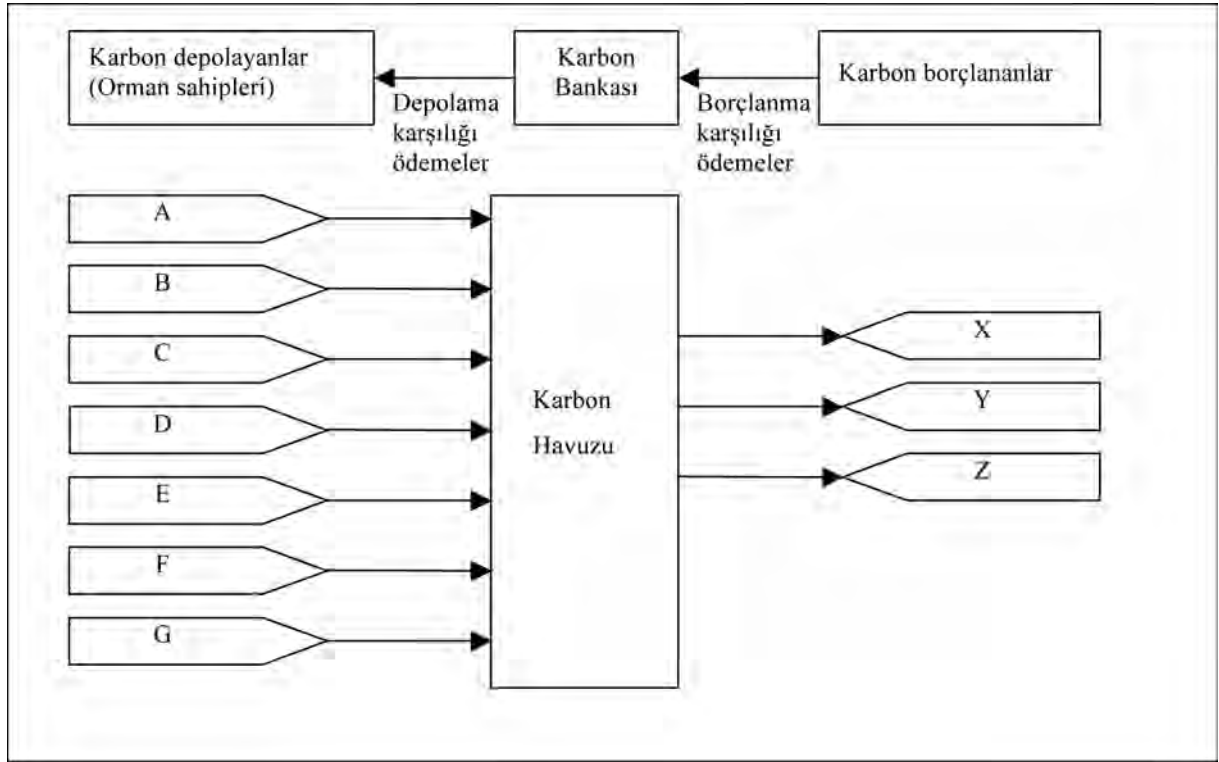 Karbon depolayanlar
(Orman sahipleri)
Karbon
Bankası
Karbon borçlananlar
Depolama
karşılığı
ödemeler
Borçlanma
karşılığı
ödemeler
A
B
C
D
E
F
G
Karbon
Havuzu
X
Y
Z